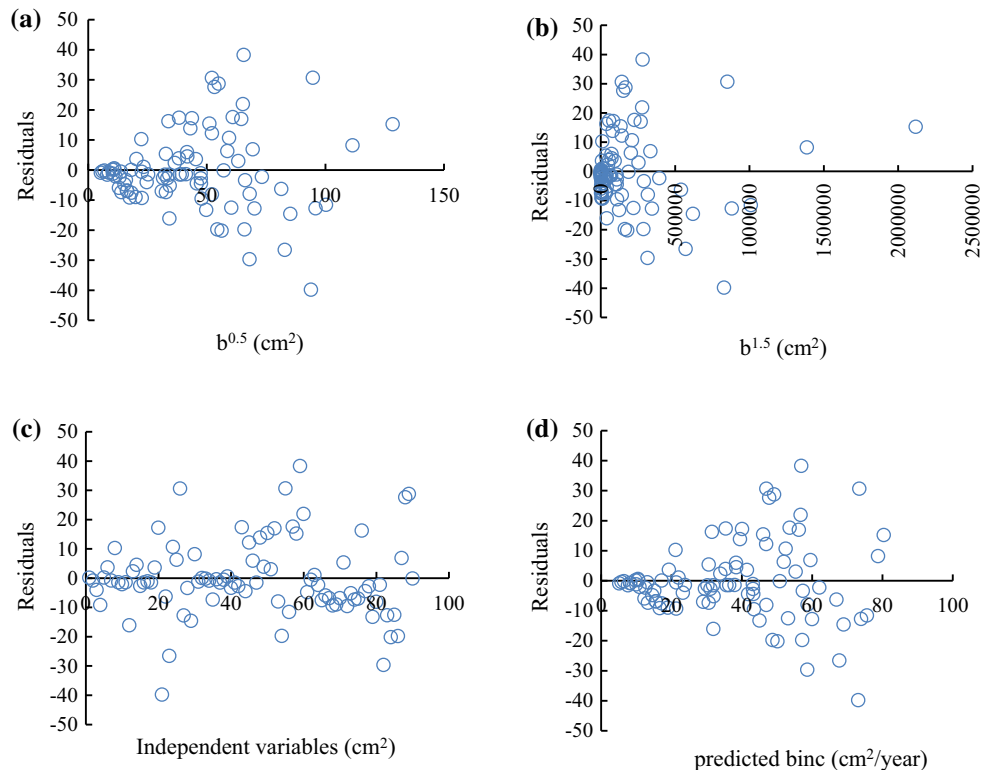 (a)
50
40
30
20
10
0
-10
-20
-30
-40
-50
0 50 100 150
Residuals
b⁰·⁵ (cm²)
(b)
50
40
30
20
10
0
-10
-20
-30
-40
-50
0 500000 1000000 1500000 2000000 2500000
Residuals
b¹·⁵ (cm²)
(c)
50
40
30
20
10
0
-10
-20
-30
-40
-50
0 20 40 60 80 100
Residuals
Independent variables (cm²)
(d)
50
40
30
20
10
0
-10
-20
-30
-40
-50
0 20 40 60 80 100
Residuals
predicted binc (cm²/year)